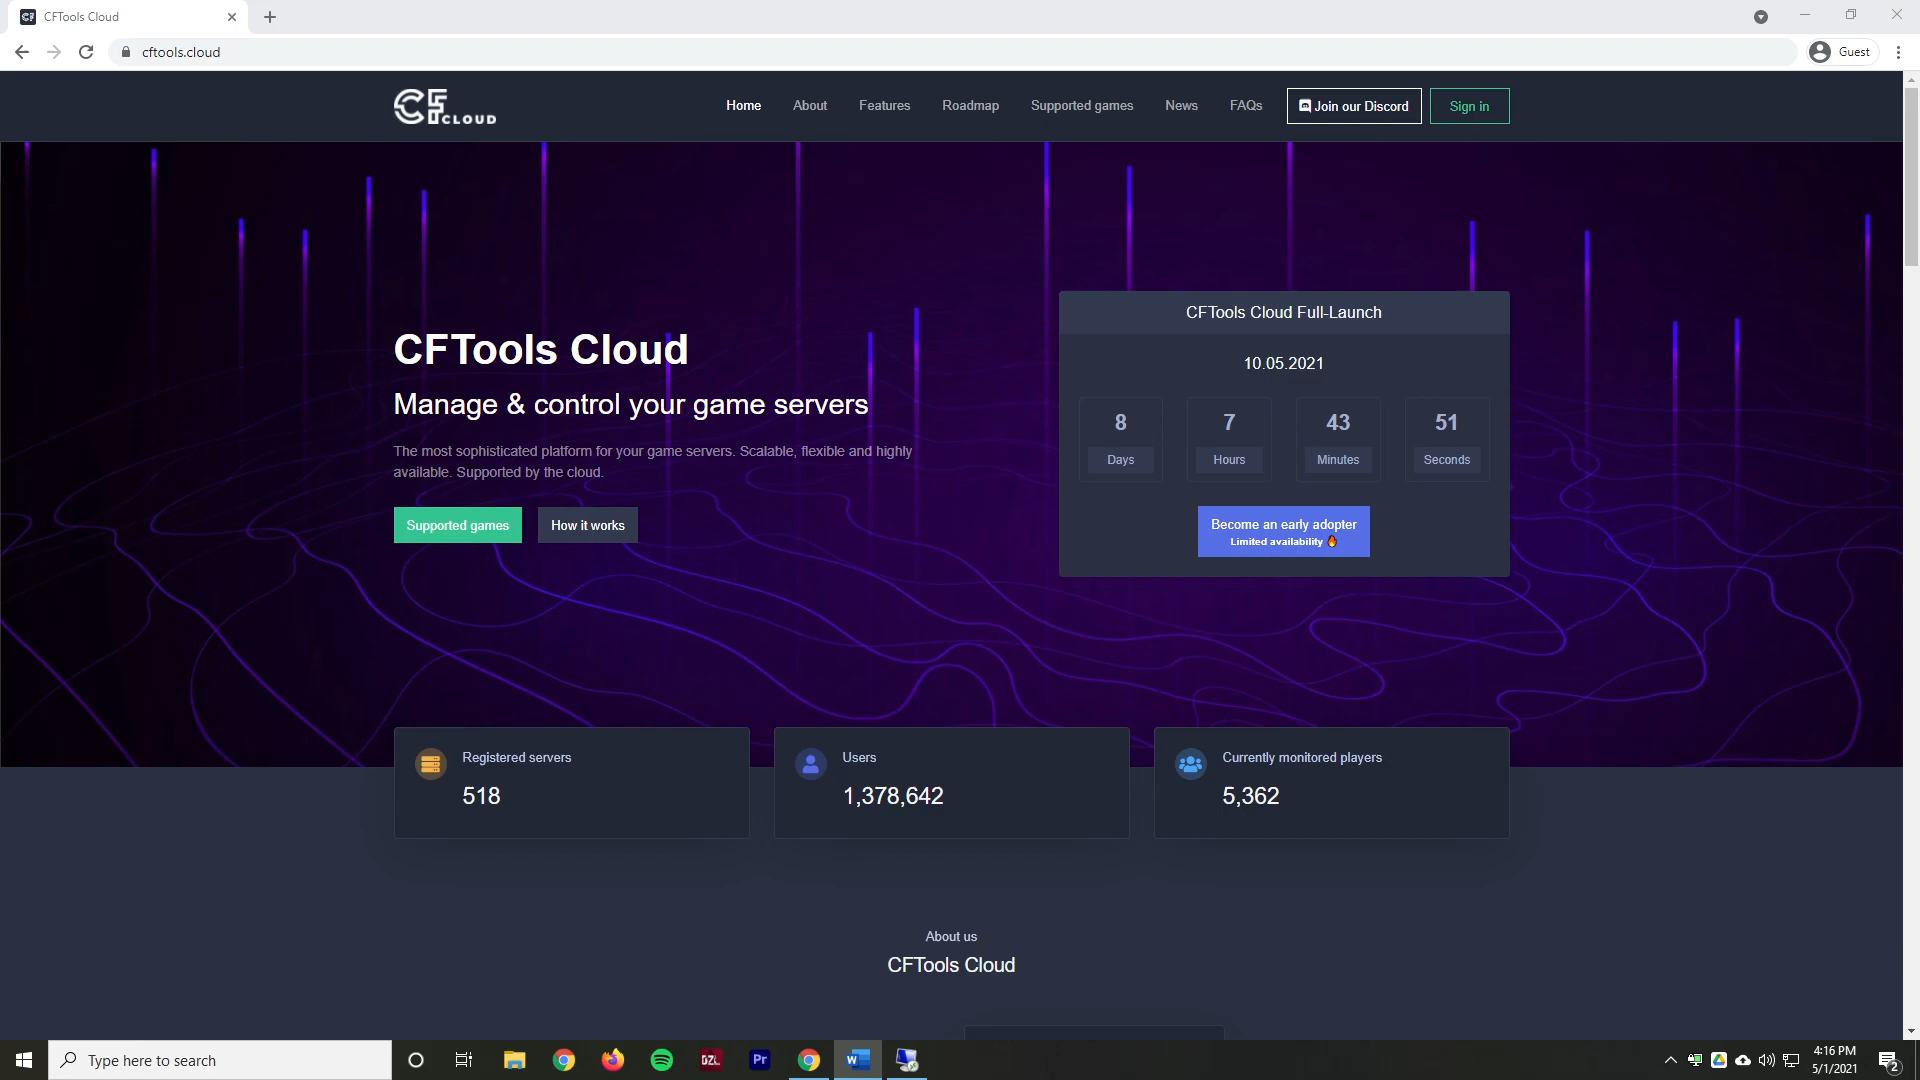 CFTools Cloud
cftools.cloud
Guest
CF CLOUD
Home
About
Features
Roadmap
Supported games
News
FAQs
Join our Discord
Sign in
CFTools Cloud
Manage & control your game servers
The most sophisticated platform for your game servers. Scalable, flexible and highly
available. Supported by the cloud.
Supported games
How it works
CFTools Cloud Full-Launch
10.05.2021
8
7
43
51
Days
Hours
Minutes
Seconds
Become an early adopter
Limited availability 🔥
Registered servers
518
Users
1,378,642
Currently monitored players
5,362
About us
CFTools Cloud
Type here to search
DZL
Pr
W
4:16 PM
5/1/2021
2